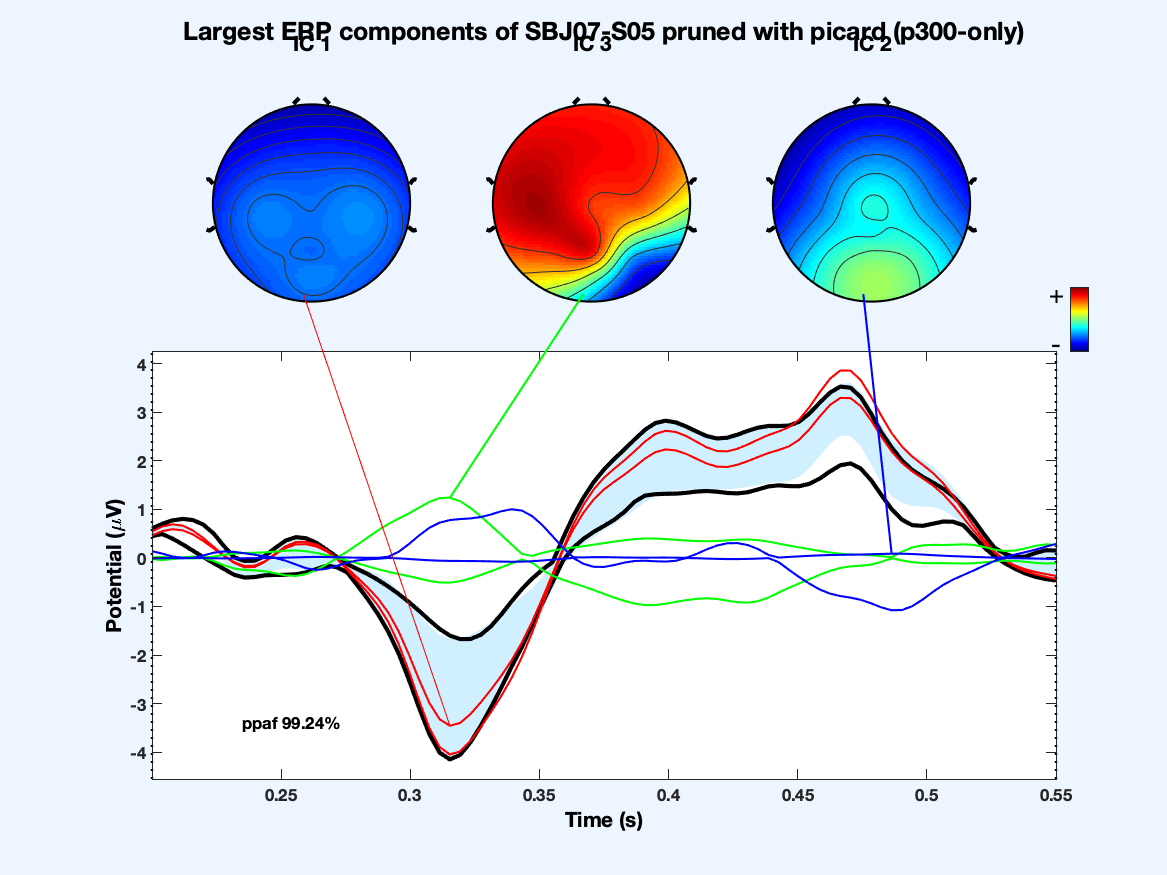 Largest ERP components of SBJ07-S05 pruned with picard (p300-only)
IC 1
IC 3
IC 2
+
-
4
3
2
1
0
-1
-2
-3
-4
Potential (μV)
ppaf 99.24%
0.25
0.3
0.35
0.4
0.45
0.5
0.55
Time (s)